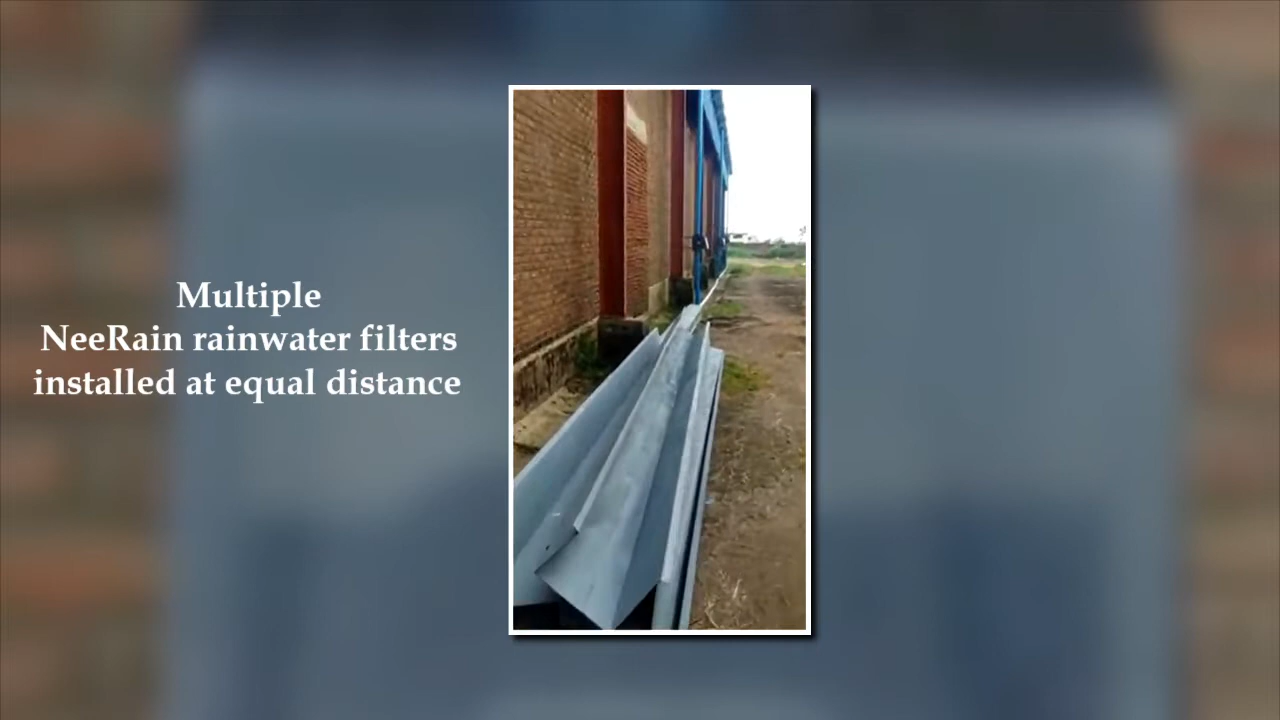 Multiple
NeeRain rainwater filters
installed at equal distance